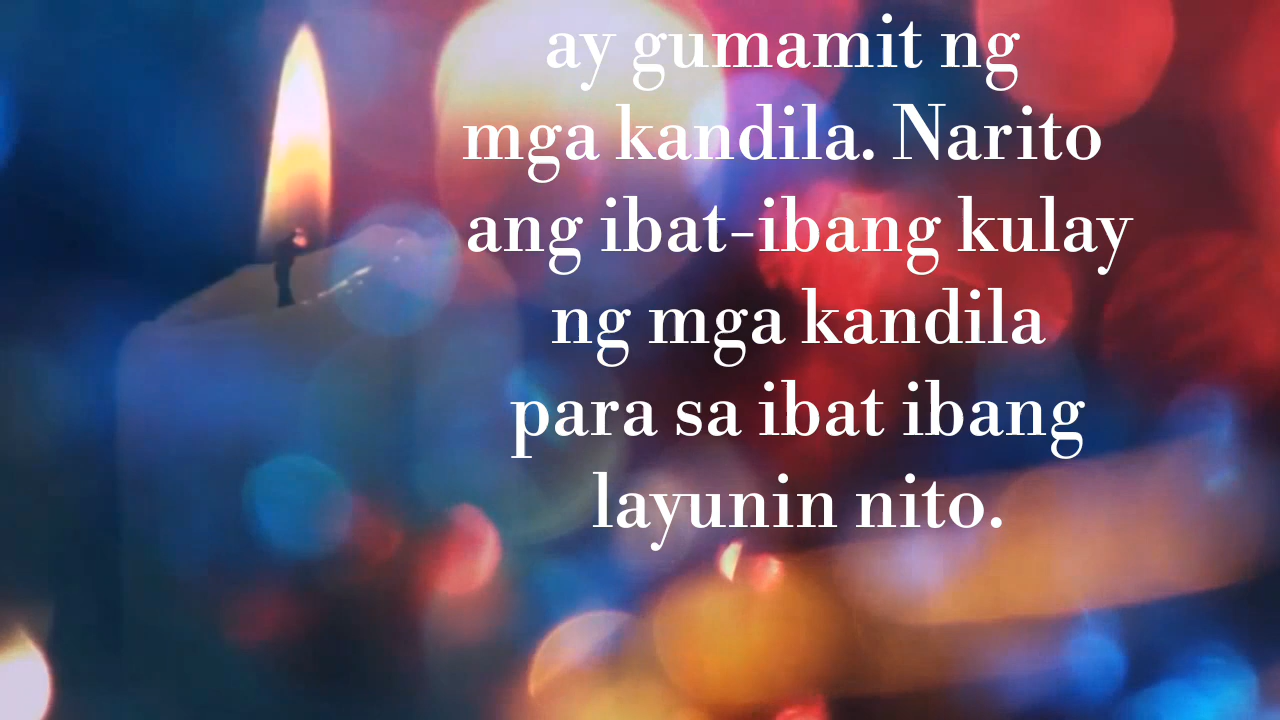 ay gumamit ng
mga kandila. Narito
ang ibat-ibang kulay
ng mga kandila
para sa ibat ibang
layunin nito.